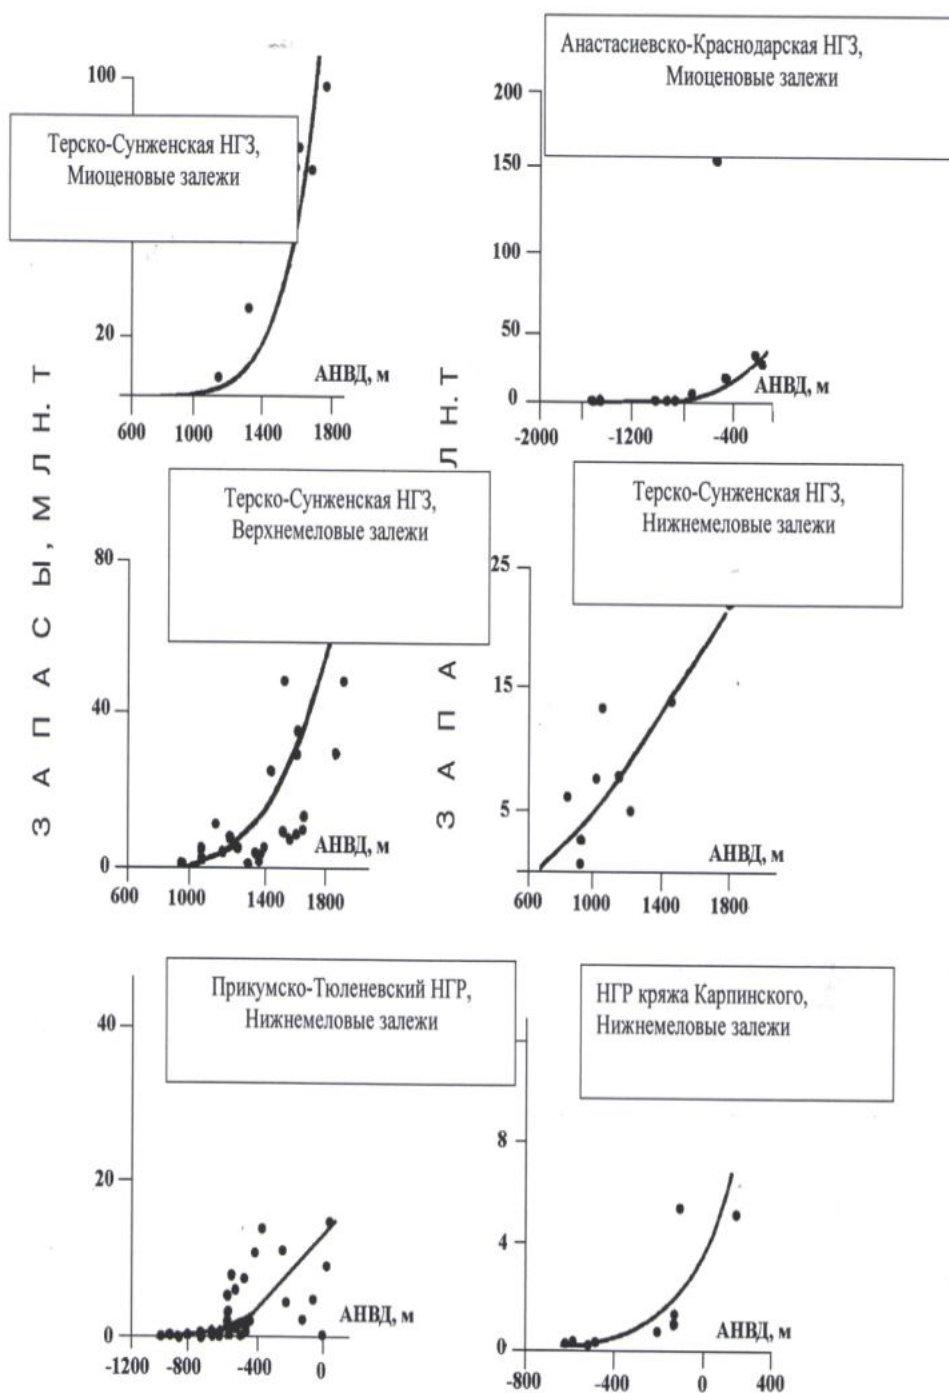 100
Терско-Сунженская НГЗ,
Миоценовые залежи
20
АНВД, м
600 1000 1400 1800
Анастасиевско-Краснодарская НГЗ,
Миоценовые залежи
200
150
100
50
0
АНВД, м
-2000 -1200 -400
ЗАПАСЫ, МЛН. Т
Терско-Сунженская НГЗ,
Верхнемеловые залежи
80
40
0
АНВД, м
600 1000 1400 1800
ЗАПА
ЛН. Т
Терско-Сунженская НГЗ,
Нижнемеловые залежи
25
15
5
АНВД, м
600 1000 1400 1800
Прикумско-Тюленевский НГР,
Нижнемеловые залежи
40
20
0
АНВД, м
-1200 -800 -400 0
НГР кряжа Карпинского,
Нижнемеловые залежи
8
4
0
АНВД, м
-800 -400 0 400